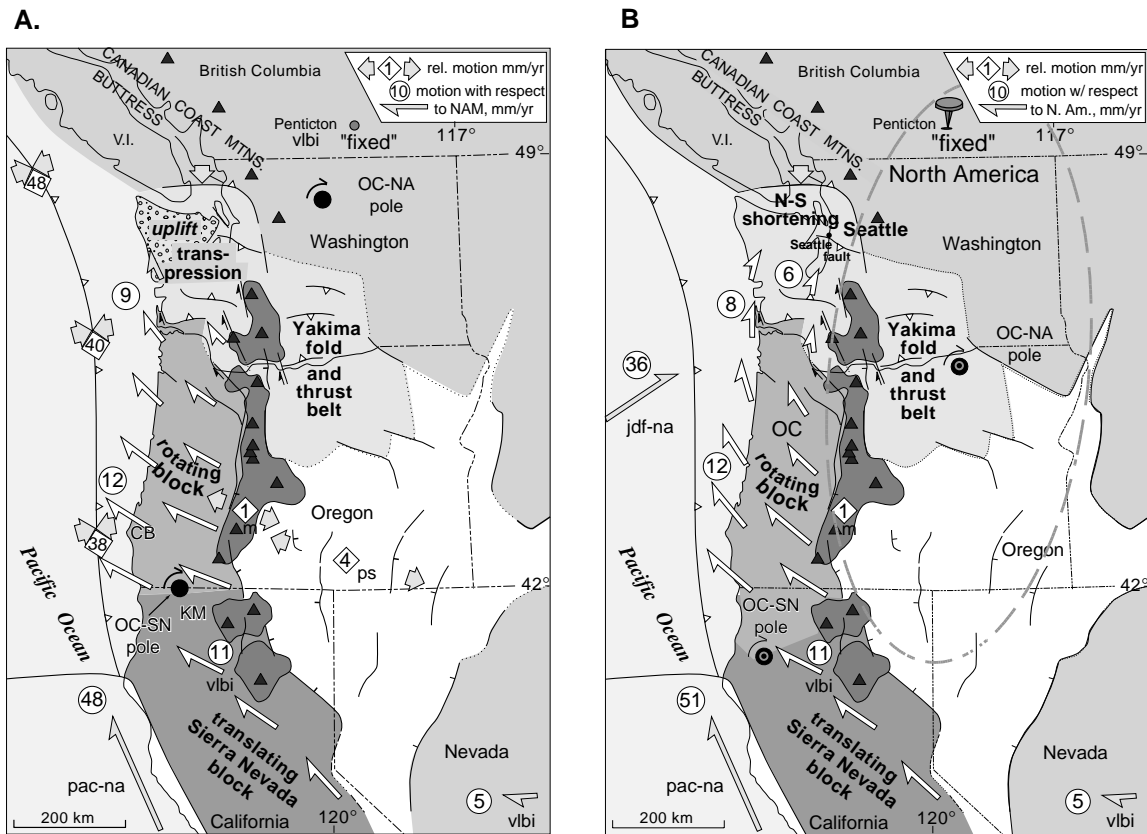 A.
CANADIAN COAST MTNS.
BUTTRESS
British Columbia
1 rel. motion mm/yr
10 motion with respect
to NAM, mm/yr
V.I.
Penticton
vlbi "fixed"
117°
49°
48
OC-NA
pole
uplift
Washington
trans-
pression
9
40
Yakima
fold
and thrust
belt
rotating
block
12
CB
38
1
m
Oregon
4
ps
42°
Pacific Ocean
KM
OC-SN
pole
11
vlbi
48
translating
Sierra Nevada
block
Nevada
pac-na
5
vlbi
200 km
120°
California
B
CANADIAN COAST MTNS.
BUTTRESS
British Columbia
1 rel. motion mm/yr
10 motion w/ respect
to N. Am., mm/yr
V.I.
Penticton
"fixed"
117°
49°
North America
N-S
shortening
Seattle
Seattle
fault
Washington
6
8
Yakima
fold
and thrust
belt
OC-NA
pole
36
jdf-na
OC
rotating
block
12
1
m
Oregon
42°
Pacific Ocean
OC-SN
pole
11
vlbi
51
translating
Sierra Nevada
block
Nevada
pac-na
5
vlbi
200 km
120°
California